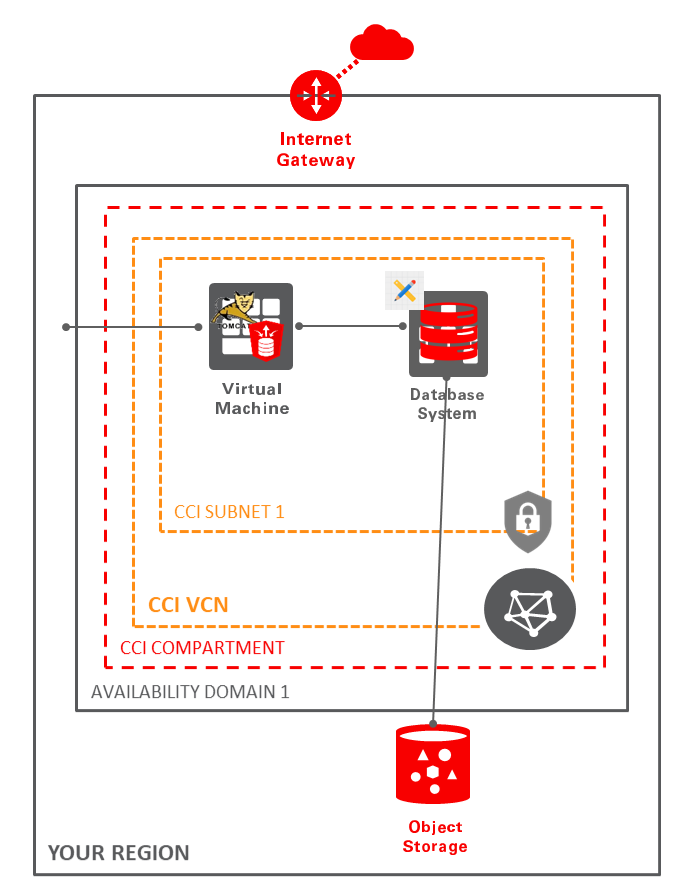 Internet
Gateway
TOMCAT
Virtual
Machine
Database
System
CCI SUBNET 1
CCI VCN
CCI COMPARTMENT
AVAILABILITY DOMAIN 1
Object
Storage
YOUR REGION